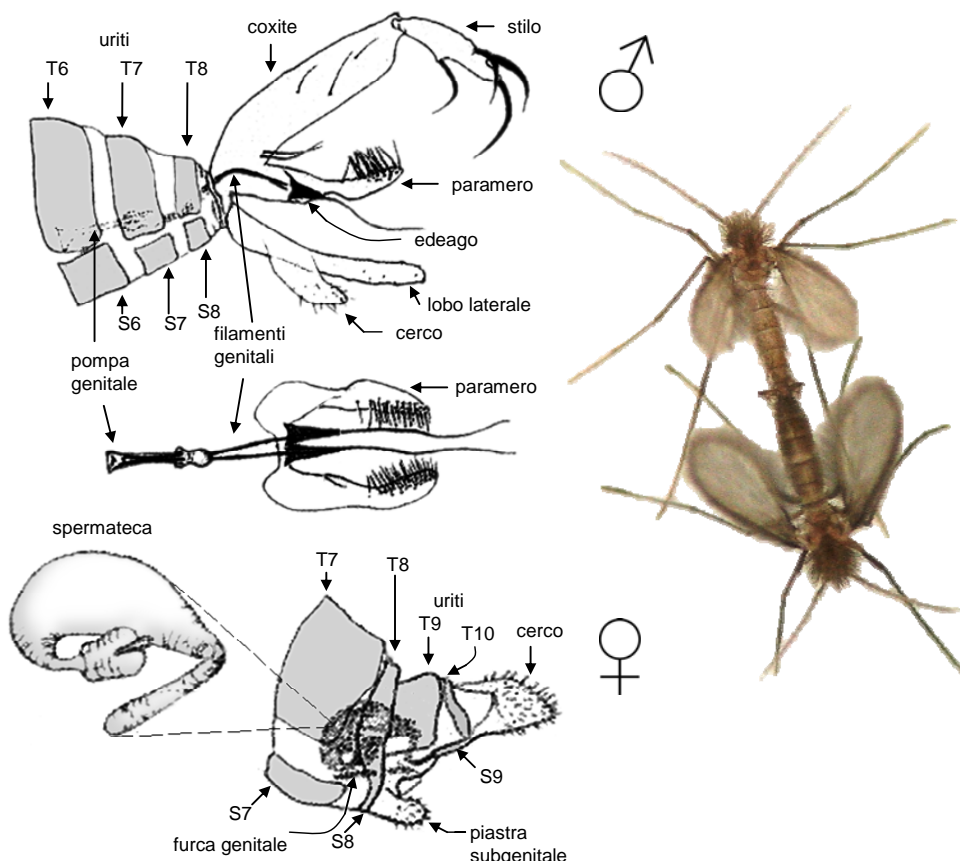 coxite
stilo
uriti
T6
T7
T8
paramero
edeago
lobo laterale
S6
S7
S8
filamenti
genitali
cerco
pompa
genitale
paramero
spermateca
T7
T8
uriti
T9
T10
cerco
S9
S7
furca genitale
S8
piastra
subgenitale